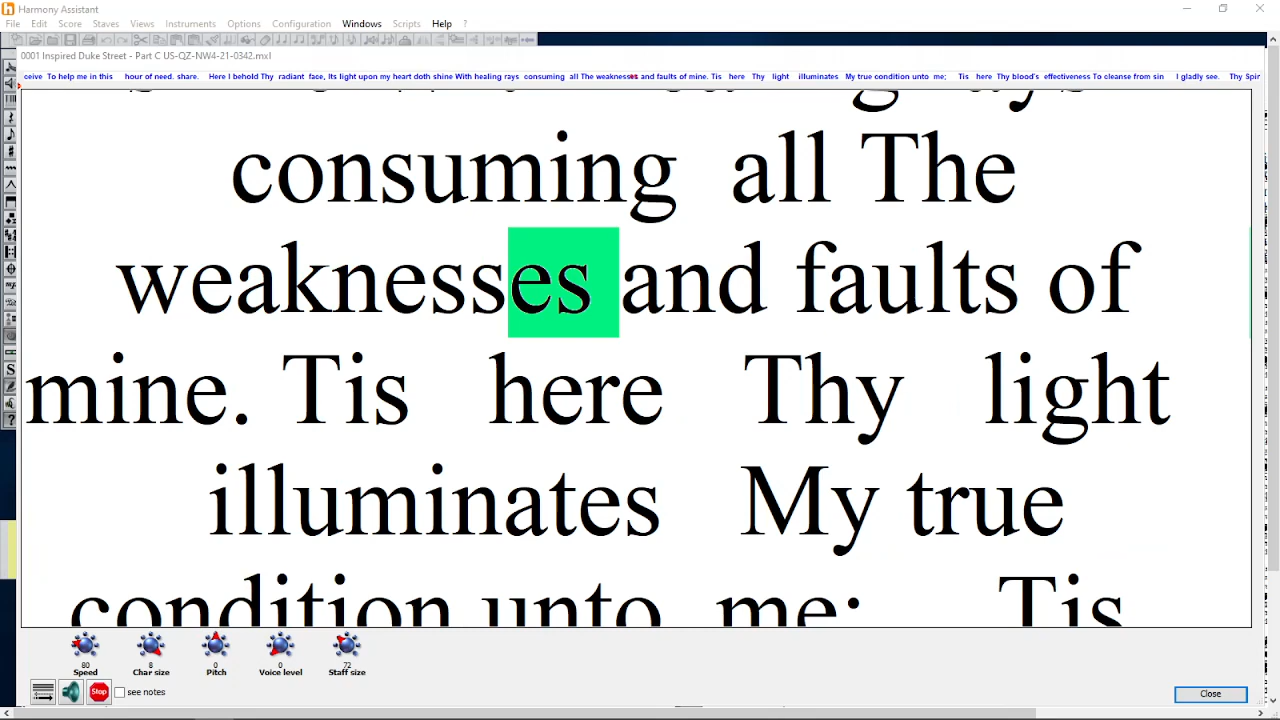 Harmony Assistant
File Edit Score Staves Views Instruments Options Configuration Windows Scripts Help ?
0001 Inspired Duke Street - Part C US-QZ-NW4-21-0342.mxl
ceive To help me in this hour of need. share. Here I behold Thy radiant face, Its light upon my heart doth shine With healing rays consuming all The weaknesses and faults of mine. Tis here Thy light illuminates My true condition unto me; Tis here Thy blood's effectiveness To cleanse from sin I gladly see. Thy Spir
consuming all The
weaknesses and faults of
mine. Tis here Thy light
illuminates My true
condition unto me; Tis
80 8 0 0 72
Speed Char size Pitch Voice level Staff size
Stop see notes Close